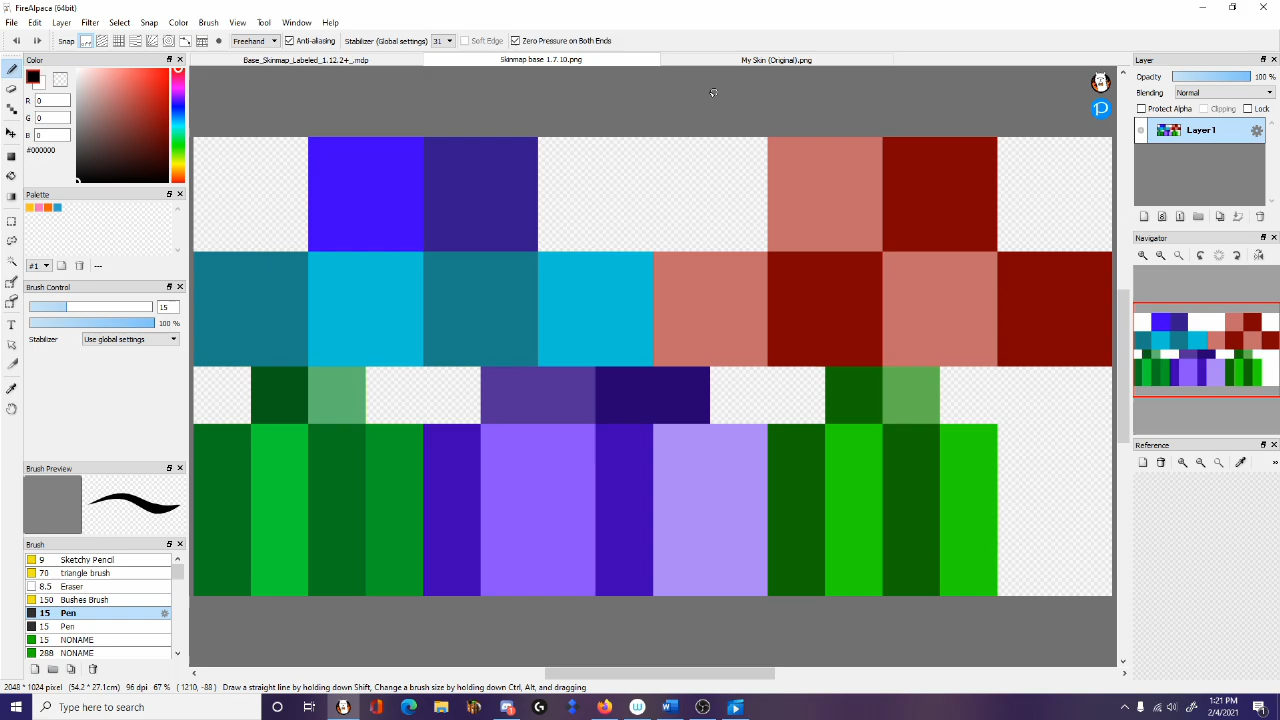 FireAlpaca (64bit)
File Edit Layer Filter Select Snap Color Brush View Tool Window Help
Snap Freehand Anti-aliasing Stabilizer (Global settings) 31 Soft Edge Zero Pressure on Both Ends
Color Base_Skinmap_Labeled_1.12.2+_.mdp Skinmap base 1.7.10.png My Skin (Original).png Layer
Opacity 100 %
Blending Normal
Protect Alpha Clipping Lock
R 0
G 0
B 0
#000000
Layer1
Palette
Navigator
#1 ---
Brush Control
15
100 %
Stabilizer Use global settings
Reference
Brush Preview
Brush
9 Sketchy Pencil
70 triangle brush
8.5 Eraser
150 Bushes Brush
15 Pen
15 Pen
15 NONAME
288 NONAME
2048 * 1024 pixel (54.2 * 27.1cm) 96 dpi 67 % ( 1210, -88 ) Draw a straight line by holding down Shift, Change a brush size by holding down Ctrl, Alt, and dragging
Type here to search
1:21 PM
2/4/2021